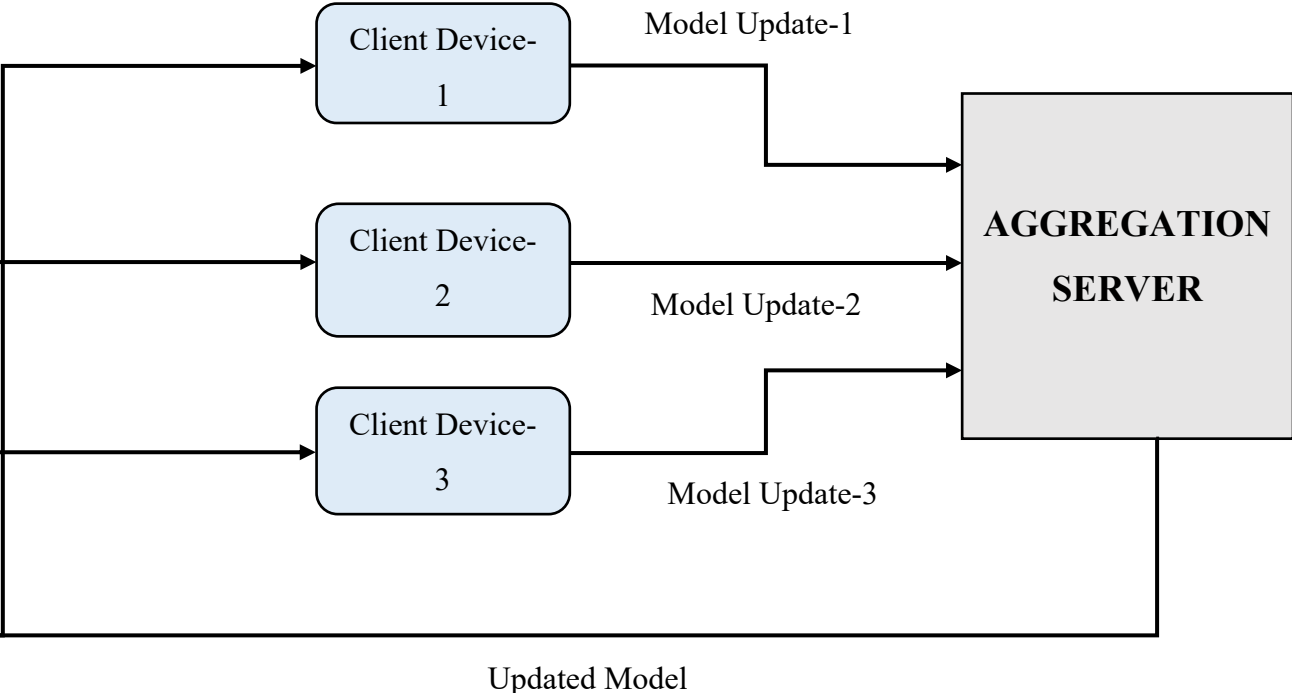 Model Update-1
Client Device-
1
AGGREGATION
SERVER
Client Device-
2
Model Update-2
Client Device-
3
Model Update-3
Updated Model